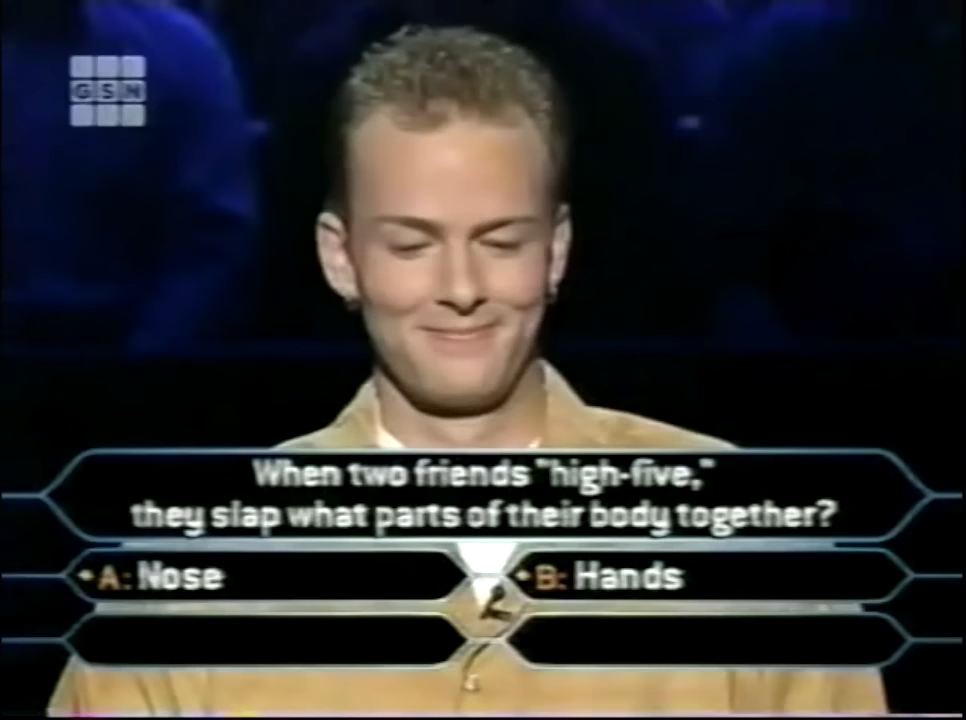 GSN
When two friends "high-five,"
they slap what parts of their body together?
A: Nose
B: Hands